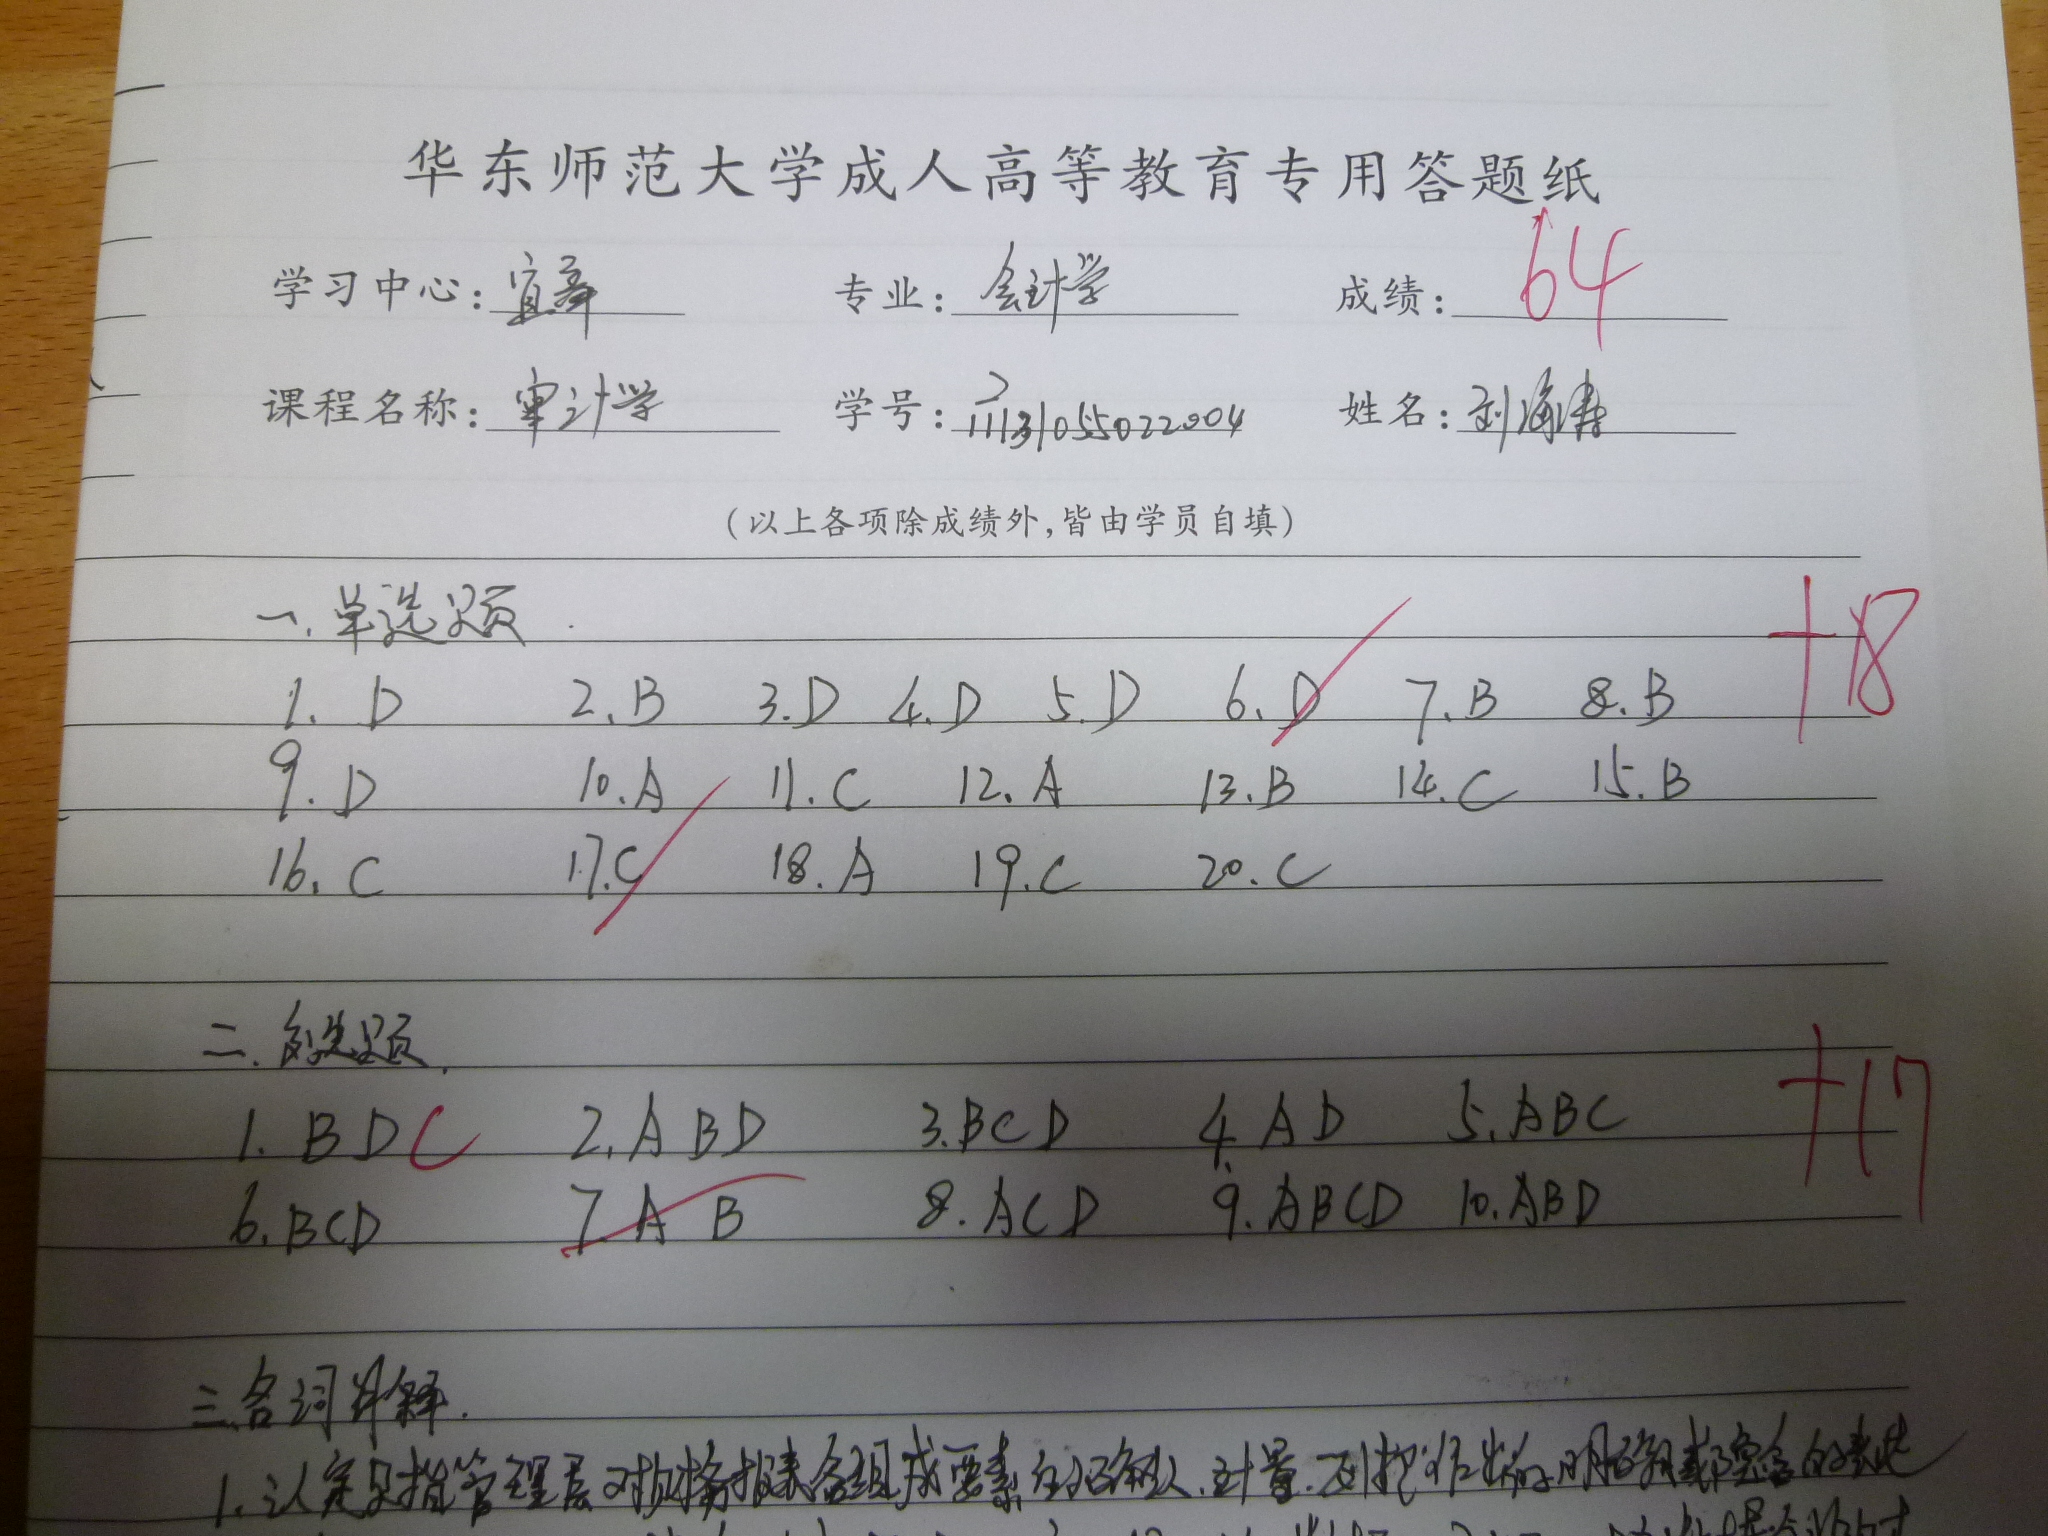 华东师范大学成人高等教育专用答题纸
学习中心: 宜 专业: 会计学 成绩: 64
课程名称: 审计学 学号: 11131055022004 姓名: 刘海涛
(以上各项除成绩外,皆由学员自填)
一.单选题 +18
1. D 2. B 3. D 4. D 5. D 6. D 7. B 8. B
9. D 10. A 11. C 12. A 13. B 14. C 15. B
16. C 17. C 18. A 19. C 20. C
二.多选题. +17
1. BDC 2. ABD 3. BCD 4. AD 5. ABC
6. BCD 7. AB 8. ACD 9. ABCD 10. ABD
三.名词解释.
1. 认定是指管理层对财务报表各组成要素的确认.计量.列报作出的明确或隐含的表达